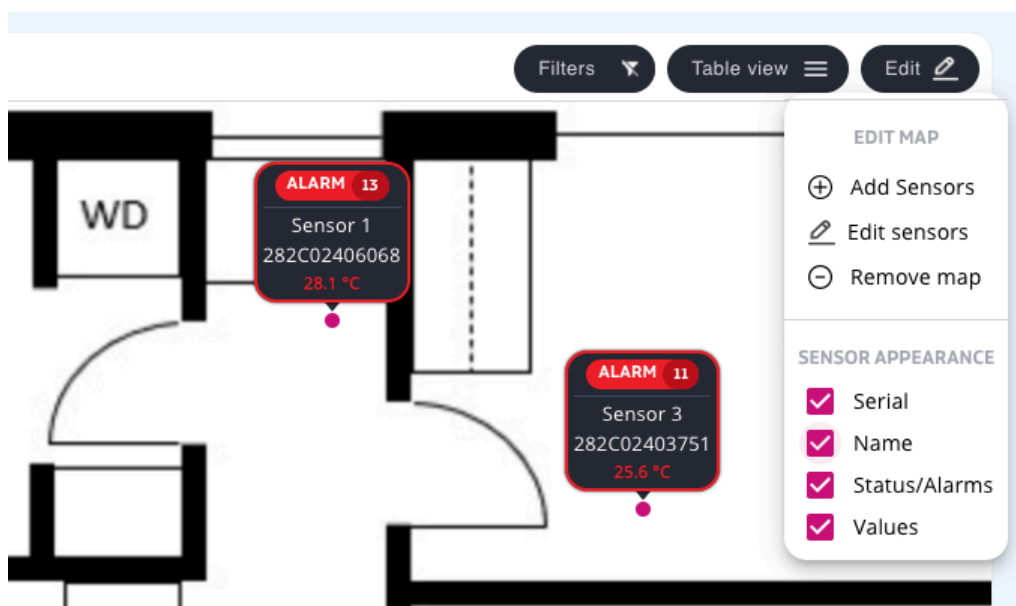 Filters
Table view
Edit
EDIT MAP
Add Sensors
Edit sensors
Remove map
SENSOR APPEARANCE
Serial
Name
Status/Alarms
Values
WD
ALARM 13
Sensor 1
282C02406068
28.1 °C
ALARM 11
Sensor 3
282C02403751
25.6 °C